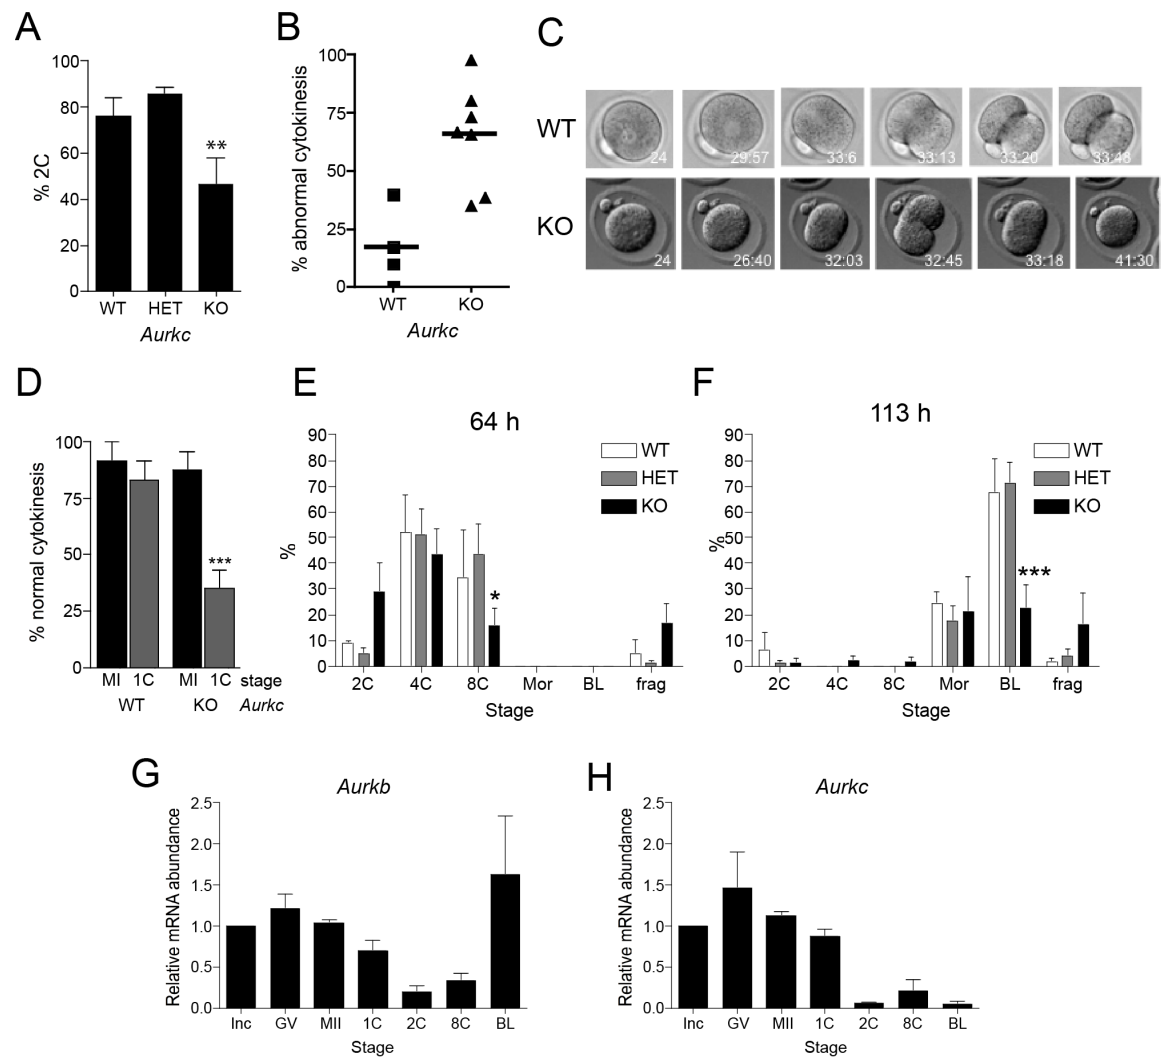 A
100
80
60
40
20
0
% 2C
**
WT HET KO
Aurkc
B
100
75
50
25
0
% abnormal cytokinesis
WT KO
Aurkc
C
WT
24 29:57 33:6 33:13 33:20 33:48
KO
24 26:40 32:03 32:45 33:18 41:30
D
100
75
50
25
0
% normal cytokinesis
***
MI 1C MI 1C stage
WT KO Aurkc
E
64 h
90
80
70
60
50
40
30
20
10
0
%
WT
HET
KO
*
2C 4C 8C Mor BL frag
Stage
F
113 h
90
80
70
60
50
40
30
20
10
0
%
WT
HET
KO
***
2C 4C 8C Mor BL frag
Stage
G
Aurkb
2.5
2.0
1.5
1.0
0.5
0.0
Relative mRNA abundance
Inc GV MII 1C 2C 8C BL
Stage
H
Aurkc
2.5
2.0
1.5
1.0
0.5
0.0
Relative mRNA abundance
Inc GV MII 1C 2C 8C BL
Stage